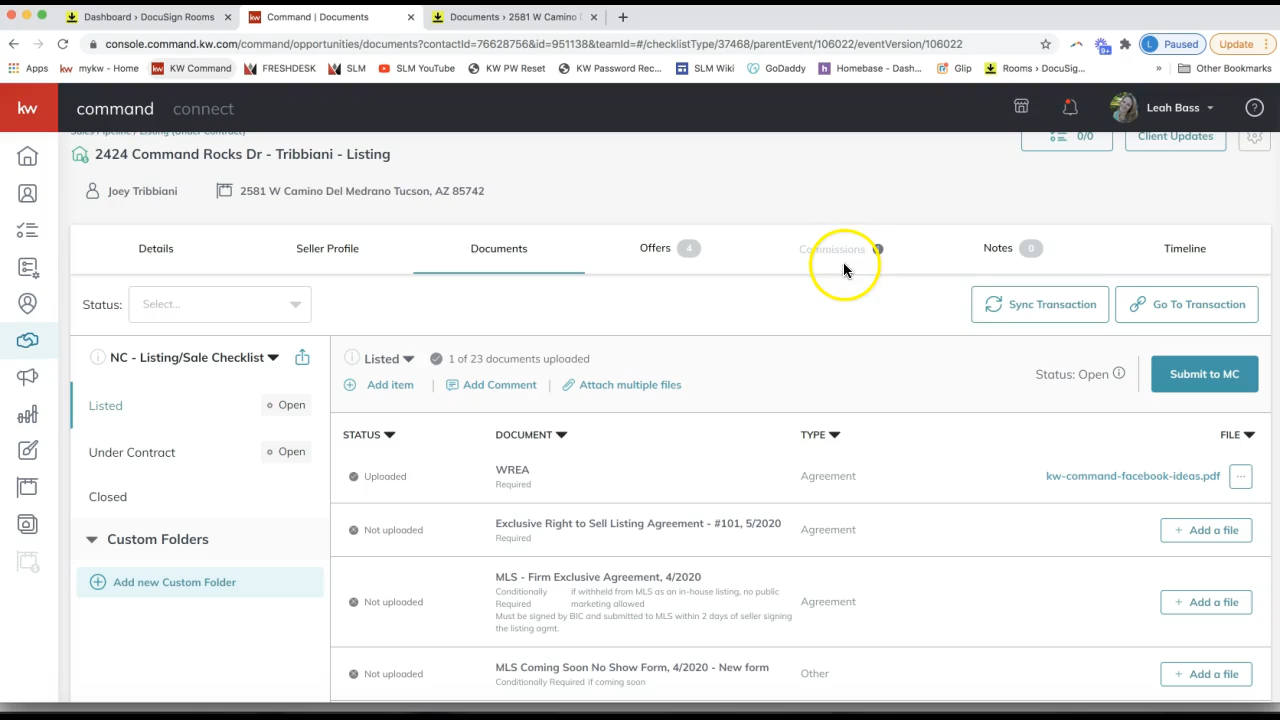 Dashboard › DocuSign Rooms
Command | Documents
Documents › 2581 W Camino
console.command.kw.com/command/opportunities/documents?contactId=76628756&id=951138&teamId=#/checklistType/37468/parentEvent/106022/eventVersion/106022
L Paused
Update
Apps
kw mykw - Home
kw KW Command
FRESHDESK
SLM
SLM YouTube
KW PW Reset
KW Password Rec...
SLM Wiki
GoDaddy
h Homebase - Dash...
Glip
Rooms › DocuSig...
»
Other Bookmarks
kw
command connect
Leah Bass
Sales Pipeline / Listing (Under Contract)
2424 Command Rocks Dr - Tribbiani - Listing
0/0
Client Updates
Joey Tribbiani
2581 W Camino Del Medrano Tucson, AZ 85742
Details
Seller Profile
Documents
Offers 4
Commissions
Notes 0
Timeline
Status:
Select...
Sync Transaction
Go To Transaction
NC - Listing/Sale Checklist
Listed
Open
Under Contract
Open
Closed
Custom Folders
Add new Custom Folder
Listed
1 of 23 documents uploaded
Add item
Add Comment
Attach multiple files
Status: Open
Submit to MC
STATUS
DOCUMENT
TYPE
FILE
Uploaded
WREA
Required
Agreement
kw-command-facebook-ideas.pdf
...
Not uploaded
Exclusive Right to Sell Listing Agreement - #101, 5/2020
Required
Agreement
+ Add a file
Not uploaded
MLS - Firm Exclusive Agreement, 4/2020
Conditionally Required
if withheld from MLS as an in-house listing, no public marketing allowed
Must be signed by BIC and submitted to MLS within 2 days of seller signing
the listing agmt.
Agreement
+ Add a file
Not uploaded
MLS Coming Soon No Show Form, 4/2020 - New form
Conditionally Required if coming soon
Other
+ Add a file